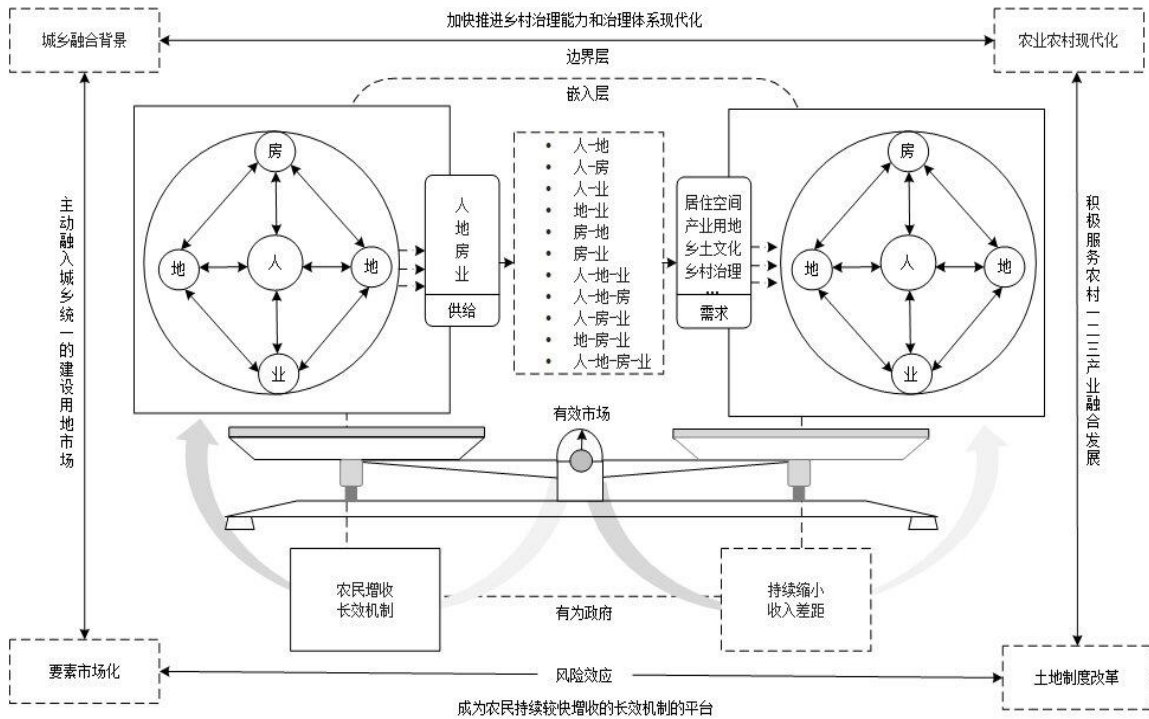 加快推进乡村治理能力和治理体系现代化
城乡融合背景
农业农村现代化
边界层
嵌入层
主动融入城乡统一的建设用地市场
房
地
人
地
业
人
地
房
业
供给
• 人-地
• 人-房
• 人-业
• 地-业
• 房-地
• 房-业
• 人-地-业
• 人-地-房
• 人-房-业
• 地-房-业
• 人-地-房-业
居住空间
产业用地
乡土文化
乡村治理
...
需求
房
地
人
地
业
积极服务农村一二三产业融合发展
有效市场
农民增收
长效机制
有为政府
持续缩小
收入差距
要素市场化
风险效应
土地制度改革
成为农民持续较快增收的长效机制的平台